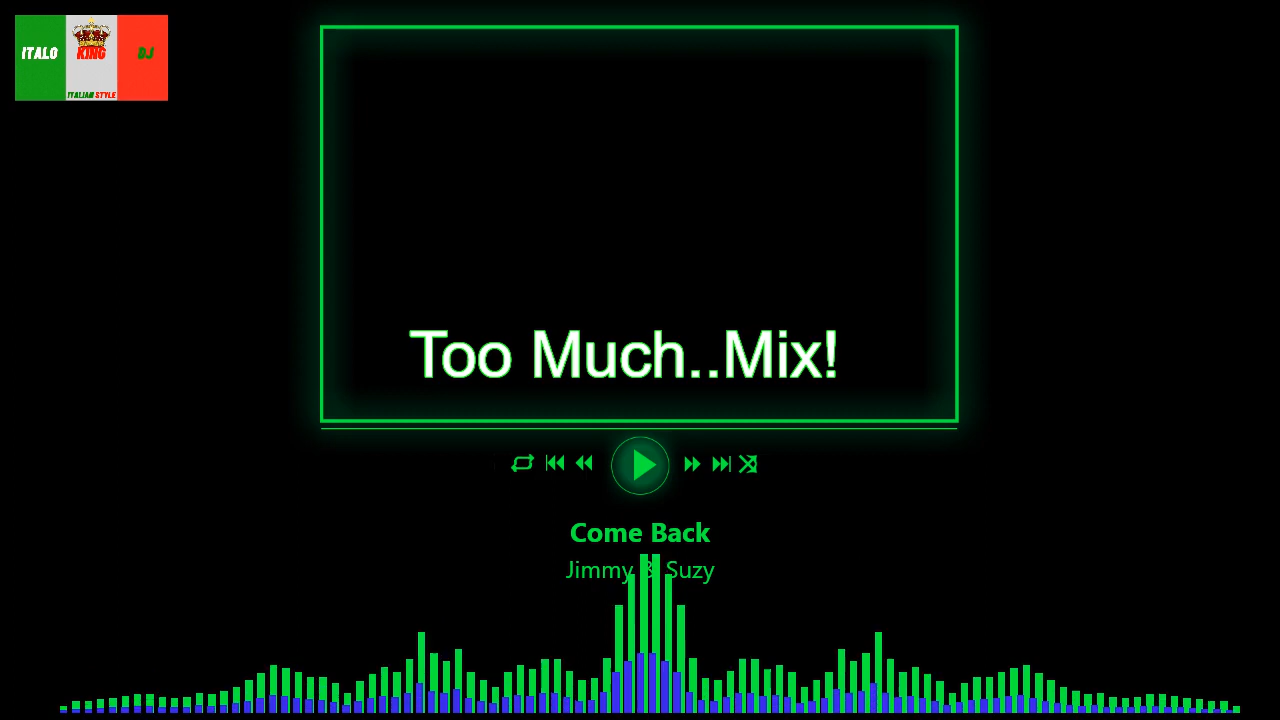 ITALO KING DJ
ITALIAN STYLE
Too Much..Mix!
Come Back
Jimmy & Suzy